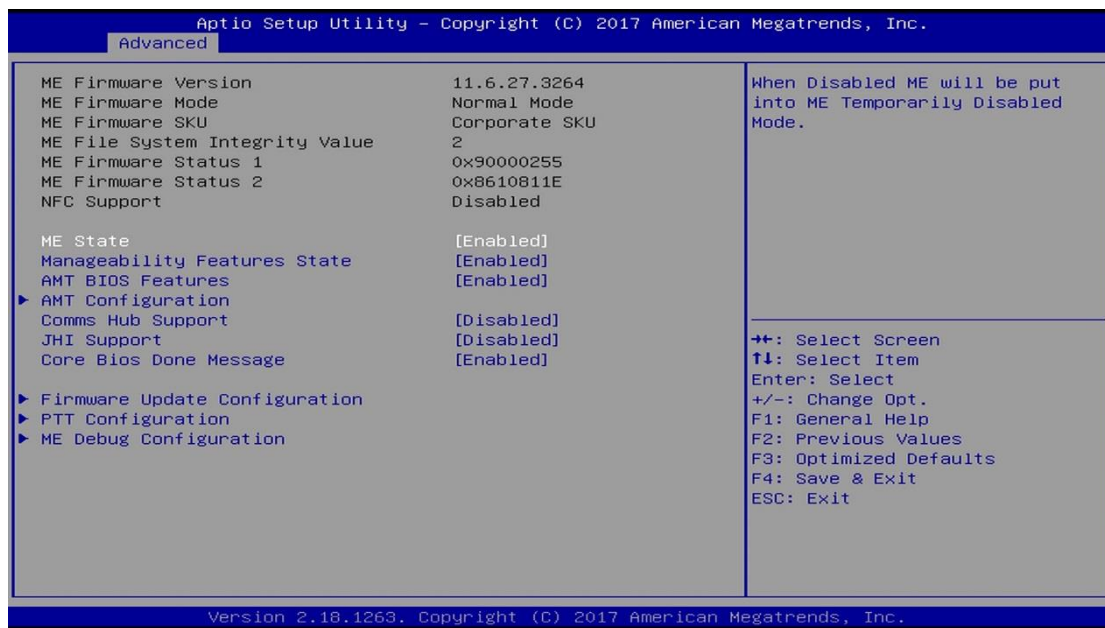 Aptio Setup Utility – Copyright (C) 2017 American Megatrends, Inc.
Advanced
ME Firmware Version 11.6.27.3264
ME Firmware Mode Normal Mode
ME Firmware SKU Corporate SKU
ME File System Integrity Value 2
ME Firmware Status 1 0x90000255
ME Firmware Status 2 0x8610811E
NFC Support Disabled
ME State [Enabled]
Manageability Features State [Enabled]
AMT BIOS Features [Enabled]
▶ AMT Configuration
Comms Hub Support [Disabled]
JHI Support [Disabled]
Core Bios Done Message [Enabled]
▶ Firmware Update Configuration
▶ PTT Configuration
▶ ME Debug Configuration
When Disabled ME will be put
into ME Temporarily Disabled
Mode.
→←: Select Screen
↑↓: Select Item
Enter: Select
+/-: Change Opt.
F1: General Help
F2: Previous Values
F3: Optimized Defaults
F4: Save & Exit
ESC: Exit
Version 2.18.1263. Copyright (C) 2017 American Megatrends, Inc.